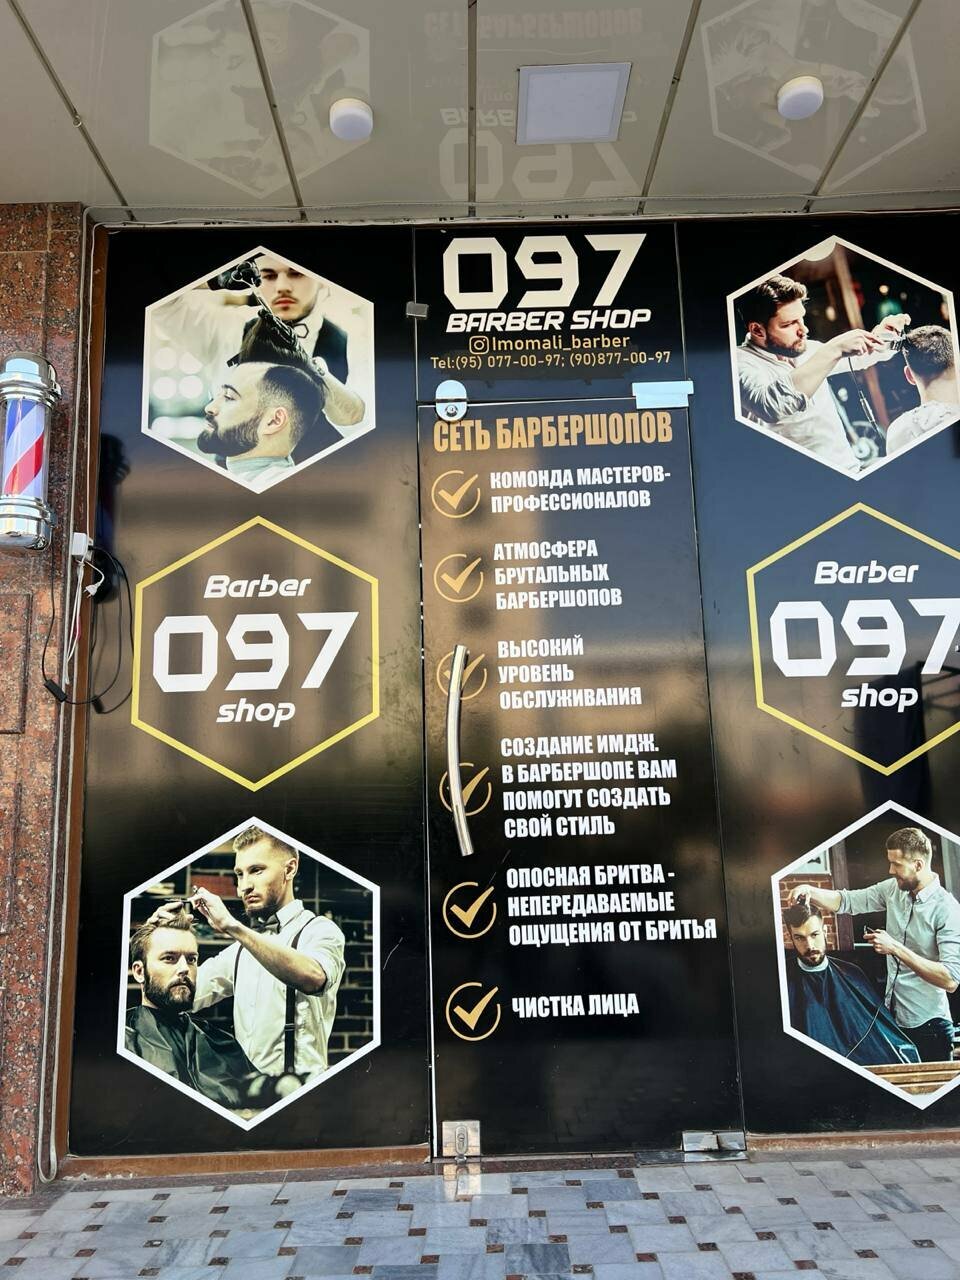 097
BARBER SHOP
Imomali_barber
Tel:(95) 077-00-97; (90)877-00-97
СЕТЬ БАРБЕРШОПОВ
КОМОНДА МАСТЕРОВ-
ПРОФЕССИОНАЛОВ
АТМОСФЕРА
БРУТАЛЬНЫХ
БАРБЕРШОПОВ
ВЫСОКИЙ
УРОВЕНЬ
ОБСЛУЖИВАНИЯ
СОЗДАНИЕ ИМДЖ.
В БАРБЕРШОПЕ ВАМ
ПОМОГУТ СОЗДАТЬ
СВОЙ СТИЛЬ
ОПОСНАЯ БРИТВА -
НЕПЕРЕДАВАЕМЫЕ
ОЩУЩЕНИЯ ОТ БРИТЬЯ
ЧИСТКА ЛИЦА
Barber
097
shop
Barber
097
shop